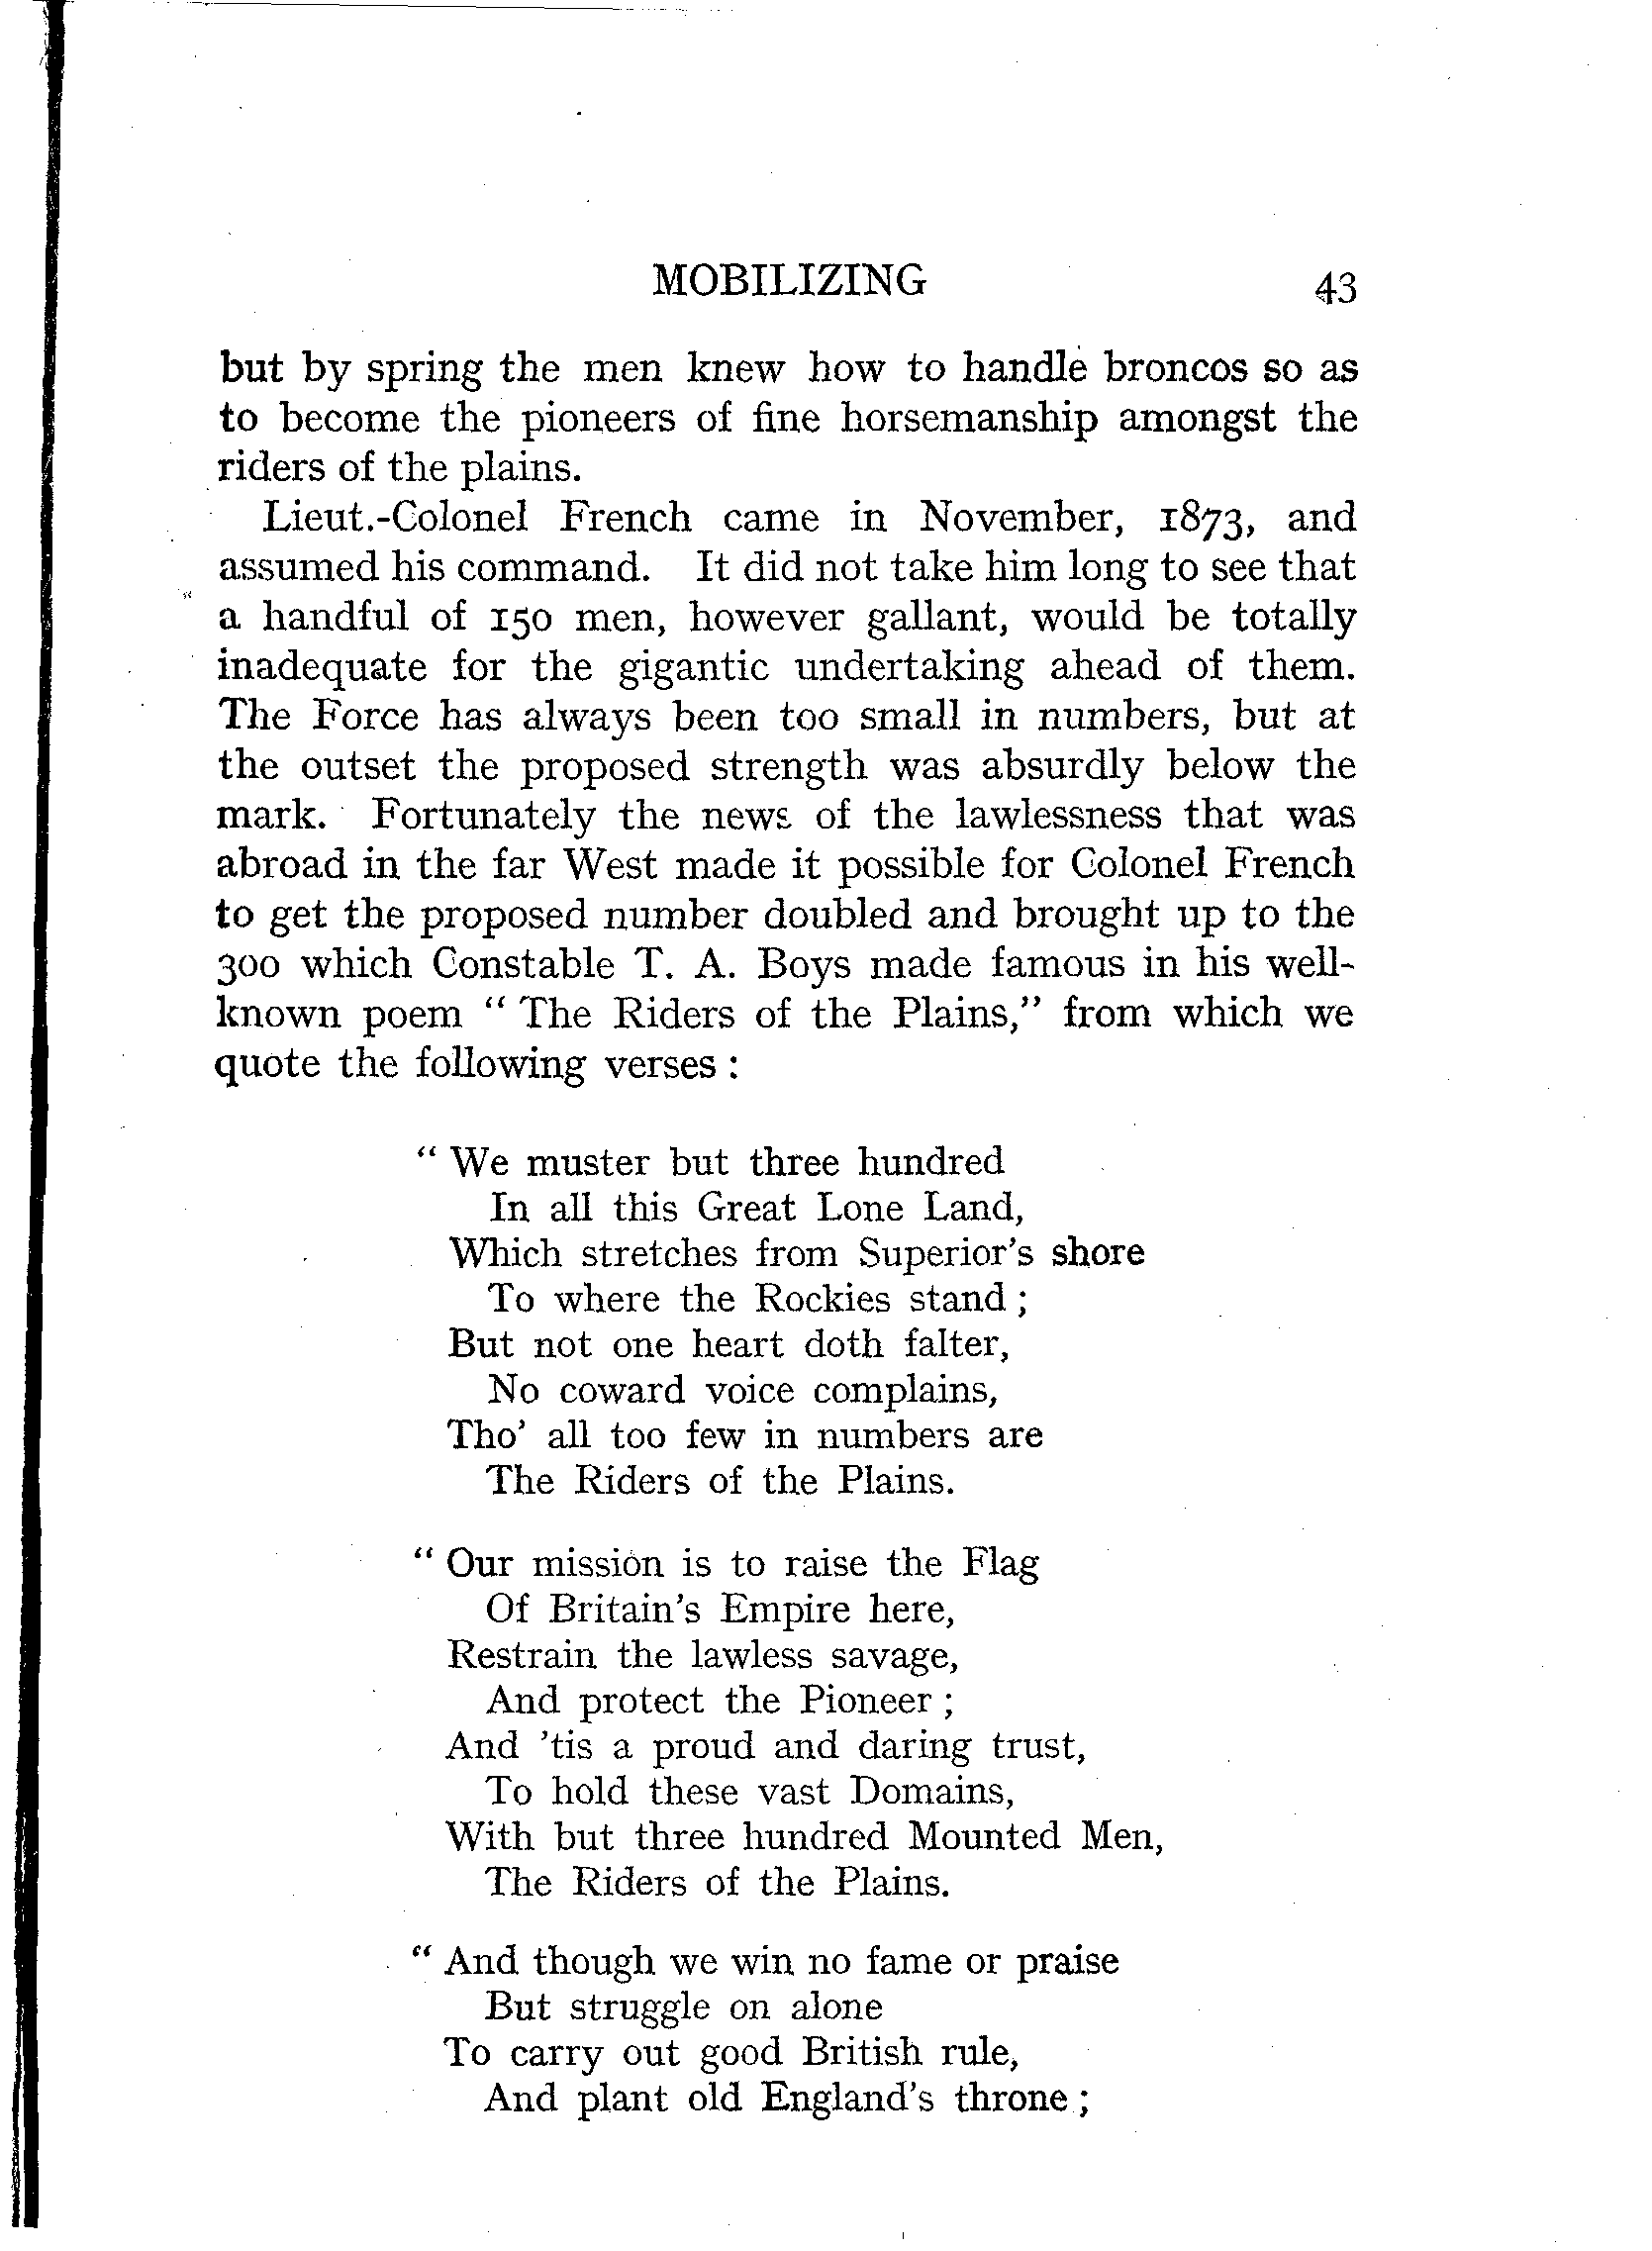 MOBILIZING 43
but by spring the men knew how to handle broncos so as
to become the pioneers of fine horsemanship amongst the
riders of the plains.
Lieut.-Colonel French came in November, 1873, and
assumed his command. It did not take him long to see that
a handful of 150 men, however gallant, would be totally
inadequate for the gigantic undertaking ahead of them.
The Force has always been too small in numbers, but at
the outset the proposed strength was absurdly below the
mark. Fortunately the news of the lawlessness that was
abroad in the far West made it possible for Colonel French
to get the proposed number doubled and brought up to the
300 which Constable T. A. Boys made famous in his well-
known poem “ The Riders of the Plains,” from which we
quote the following verses :
“ We muster but three hundred
In all this Great Lone Land,
Which stretches from Superior's shore
To where the Rockies stand ;
But not one heart doth falter,
No coward voice complains,
Tho' all too few in numbers are
The Riders of the Plains.
“ Our mission is to raise the Flag
Of Britain's Empire here,
Restrain the lawless savage,
And protect the Pioneer ;
And 'tis a proud and daring trust,
To hold these vast Domains,
With but three hundred Mounted Men,
The Riders of the Plains.
“ And though we win no fame or praise
But struggle on alone
To carry out good British rule,
And plant old England's throne ;